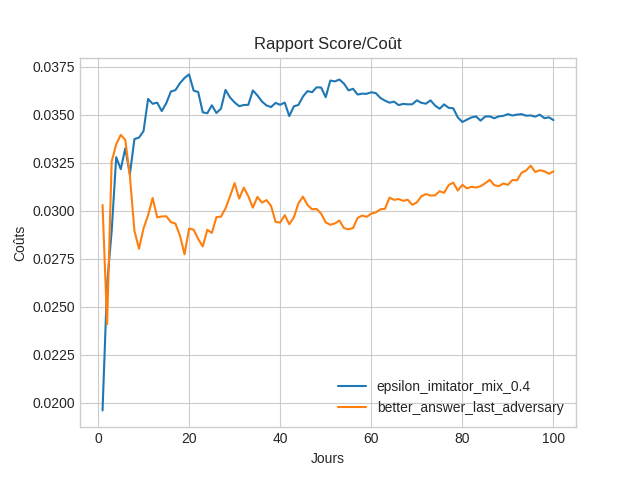 Rapport Score/Coût
0.0375
0.0350
0.0325
0.0300
0.0275
0.0250
0.0225
0.0200
Coûts
0
20
40
60
80
100
Jours
epsilon_imitator_mix_0.4
better_answer_last_adversary